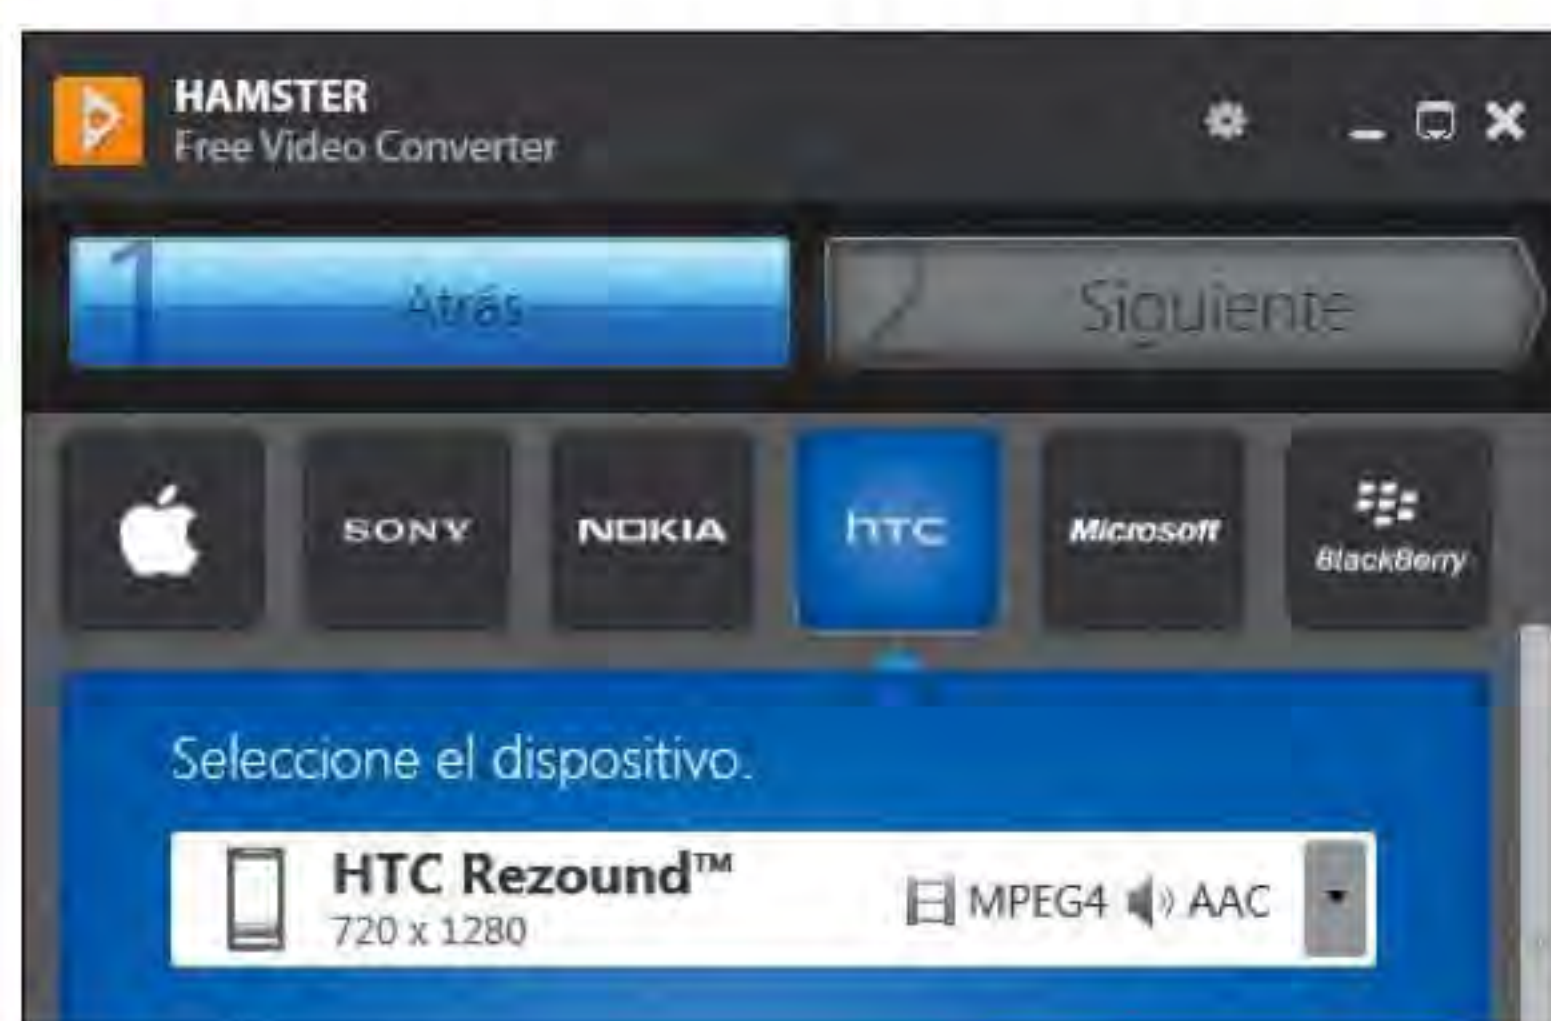 HAMSTER
Free Video Converter
1 Atrás
2 Siguiente
SONY
NOKIA
hTC
Microsoft
BlackBerry
Seleccione el dispositivo.
HTC Rezound™
720 x 1280
MPEG4 AAC